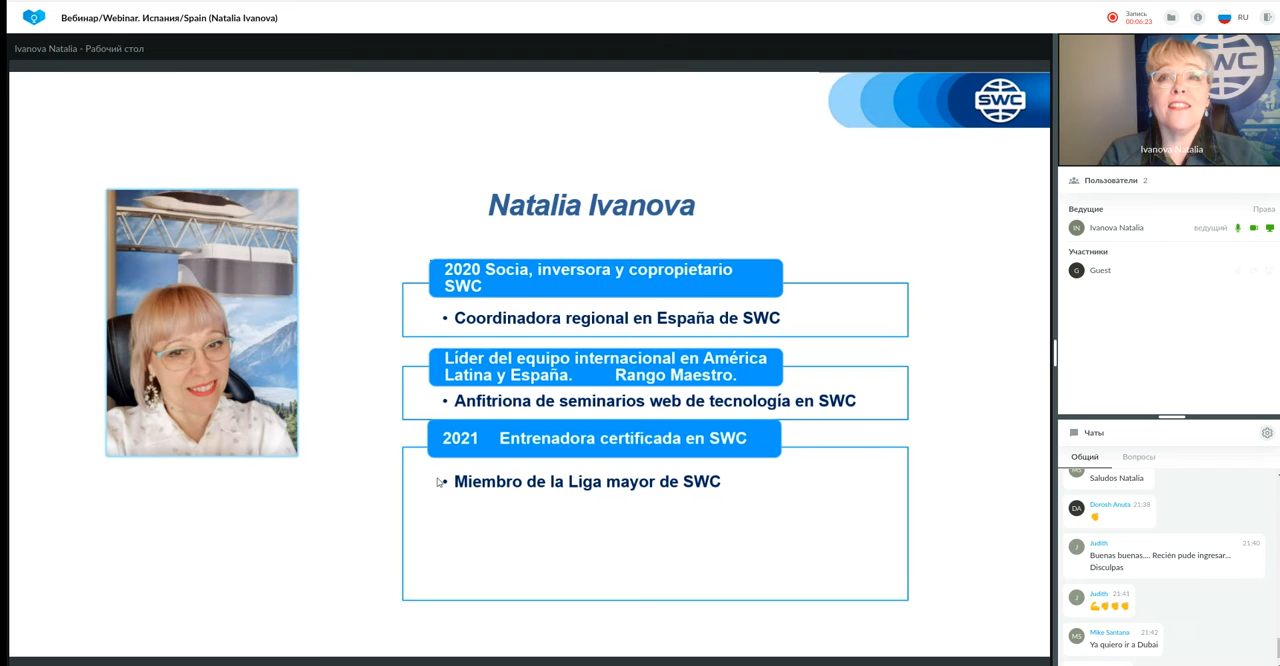 Вебинар/Webinar. Испания/Spain (Natalia Ivanova)
Запись
00:06:23
RU
Ivanova Natalia - Рабочий стол
SWC
Natalia Ivanova
2020 Socia, inversora y copropietario
SWC
• Coordinadora regional en España de SWC
Líder del equipo internacional en América
Latina y España. Rango Maestro.
• Anfitriona de seminarios web de tecnología en SWC
2021 Entrenadora certificada en SWC
• Miembro de la Liga mayor de SWC
WC
Ivanova Natalia
Пользователи 2
Ведущие Права
IN Ivanova Natalia ведущий
Участники
G Guest
Чаты
Общий Вопросы
MS
Saludos Natalia
DA Dorosh Anuta 21:38
J Judith 21:40
Buenas buenas.... Recién pude ingresar...
Disculpas
J Judith 21:41
MS Mike Santana 21:42
Ya quiero ir a Dubai